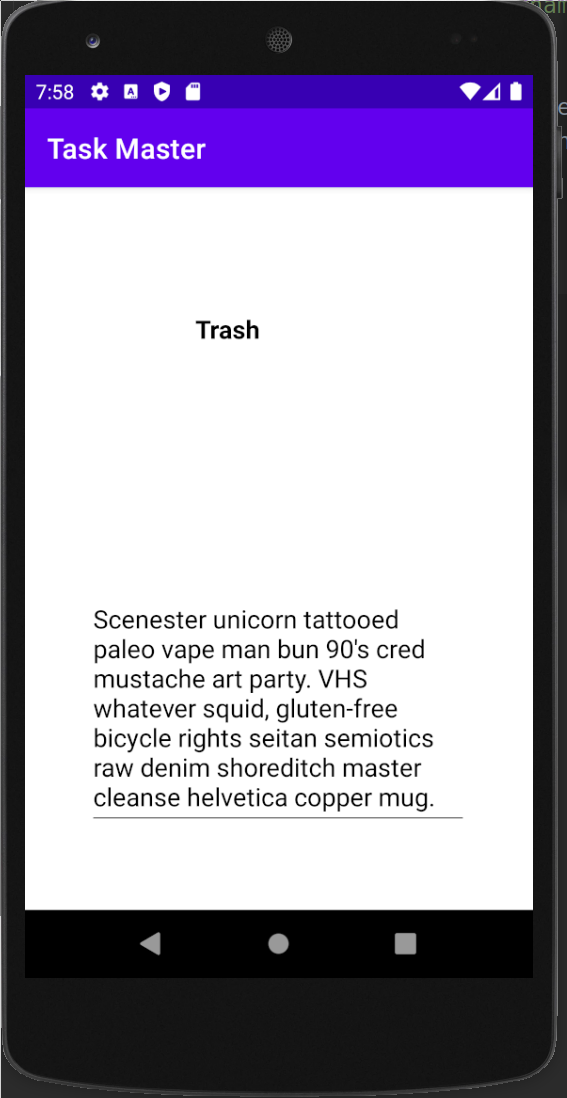 7:58
Task Master
Trash
Scenester unicorn tattooed
paleo vape man bun 90's cred
mustache art party. VHS
whatever squid, gluten-free
bicycle rights seitan semiotics
raw denim shoreditch master
cleanse helvetica copper mug.